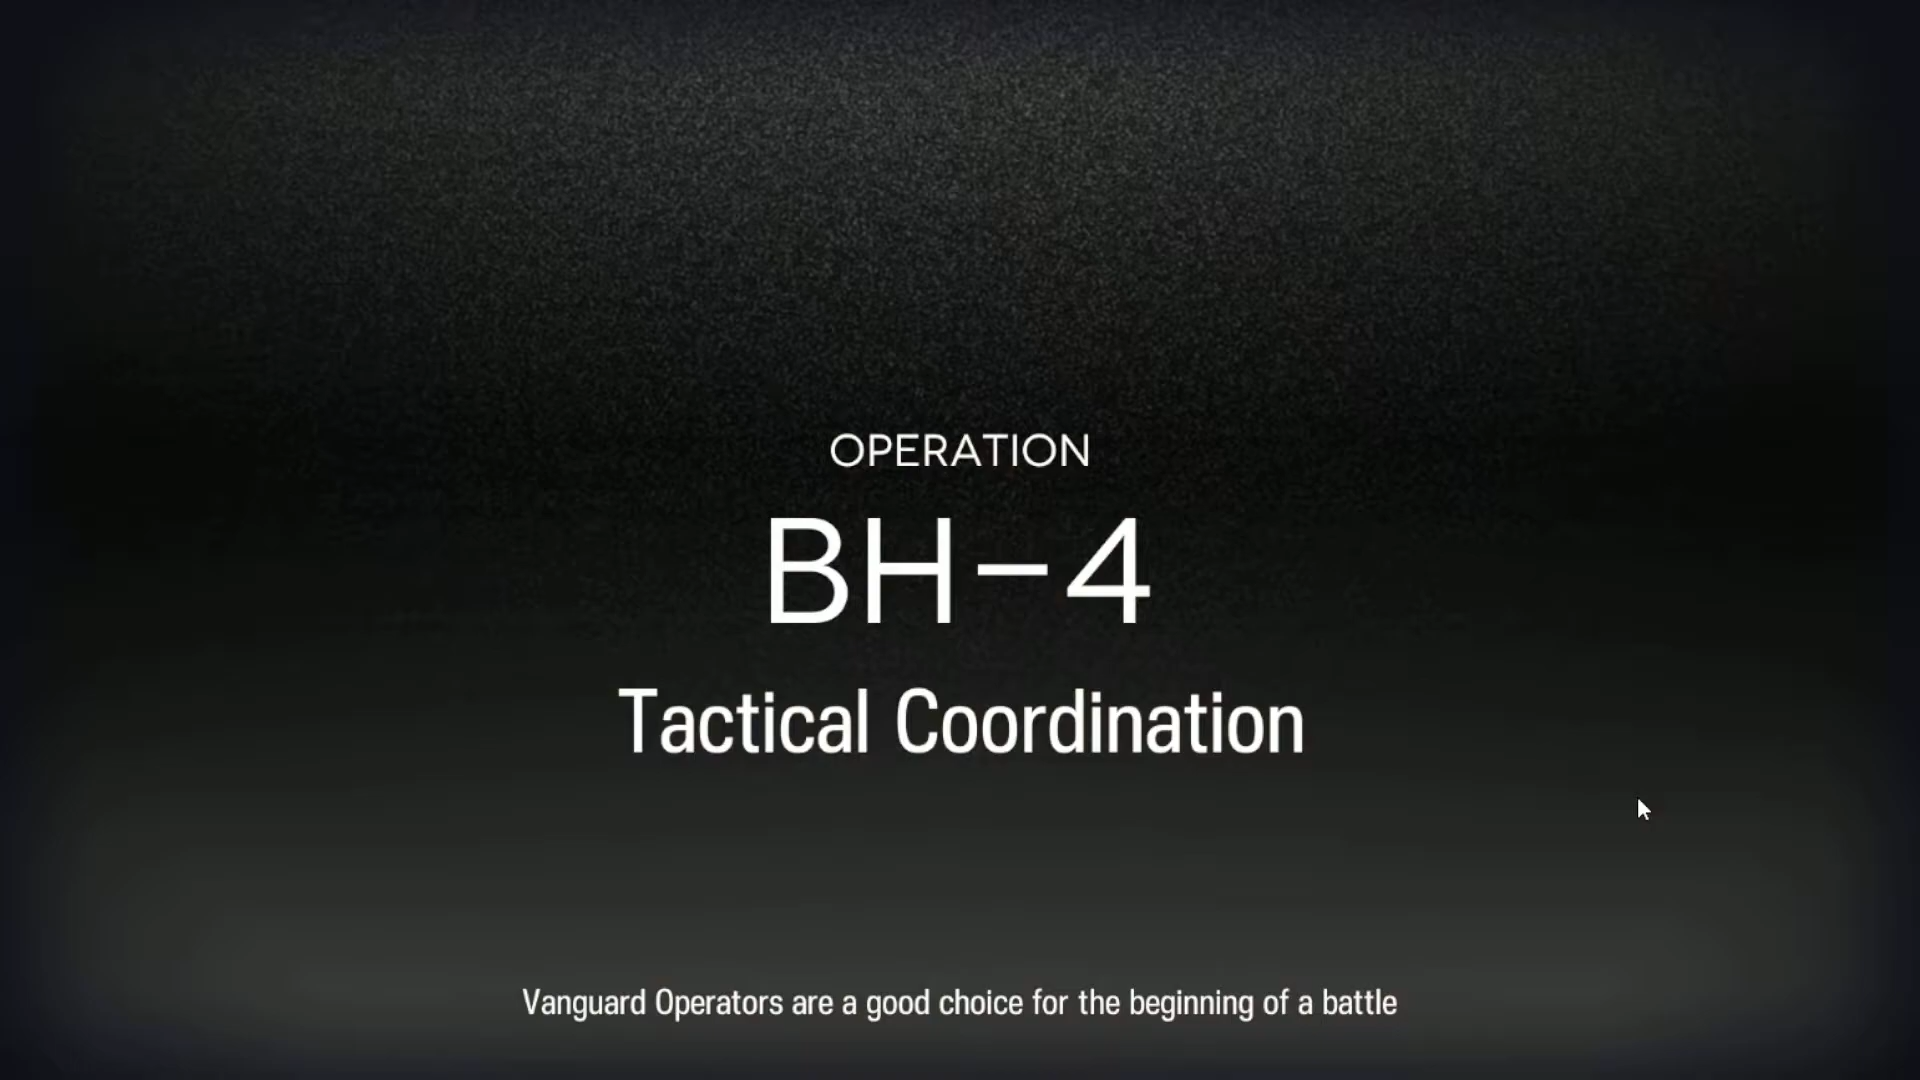 OPERATION
BH-4
Tactical Coordination
Vanguard Operators are a good choice for the beginning of a battle